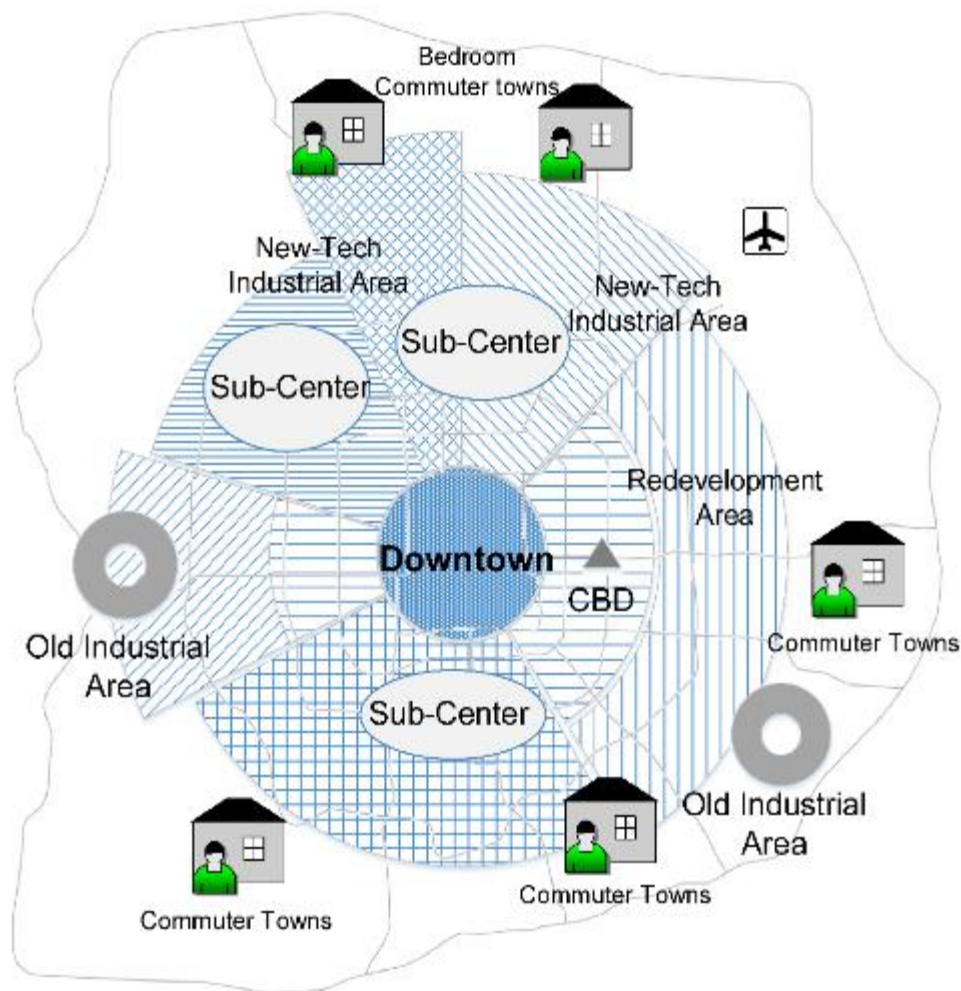 Bedroom
Commuter towns
New-Tech
Industrial Area
New-Tech
Industrial Area
Sub-Center
Sub-Center
Redevelopment
Area
Downtown
CBD
Old Industrial
Area
Commuter Towns
Sub-Center
Old Industrial
Area
Commuter Towns
Commuter Towns